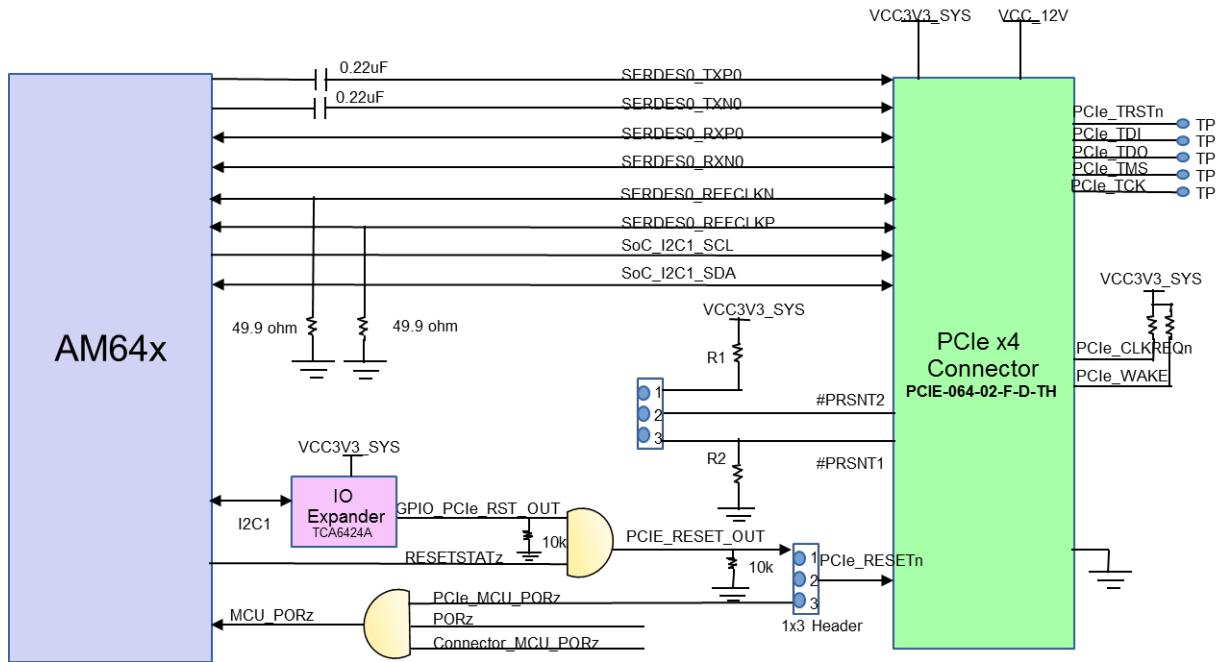 VCC3V3_SYS
VCC_12V
0.22uF
SERDES0_TXP0
0.22uF
SERDES0_TXN0
SERDES0_RXP0
SERDES0_RXN0
SERDES0_REFCLKN
SERDES0_REFCLKP
SoC_I2C1_SCL
SoC_I2C1_SDA
49.9 ohm
49.9 ohm
AM64x
PCIe_TRSTn
TP
PCIe_TDI
TP
PCIe_TDO
TP
PCIe_TMS
TP
PCIe_TCK
TP
VCC3V3_SYS
PCIe_CLKREQn
PCIe_WAKE
PCIe x4
Connector
PCIE-064-02-F-D-TH
VCC3V3_SYS
R1
1
2
3
#PRSNT2
R2
#PRSNT1
VCC3V3_SYS
I2C1
IO
Expander
TCA6424A
GPIO_PCIe_RST_OUT
10k
RESETSTATz
PCIE_RESET_OUT
10k
1
2
3
PCIe_RESETn
1x3 Header
PCIe_MCU_PORz
MCU_PORz
PORz
Connector_MCU_PORz